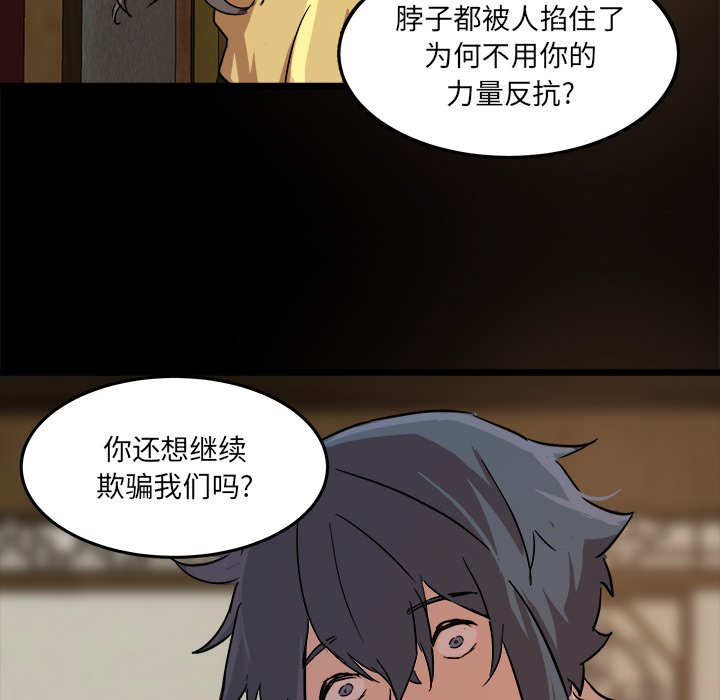 脖子都被人掐住了
为何不用你的
力量反抗?
你还想继续
欺骗我们吗?